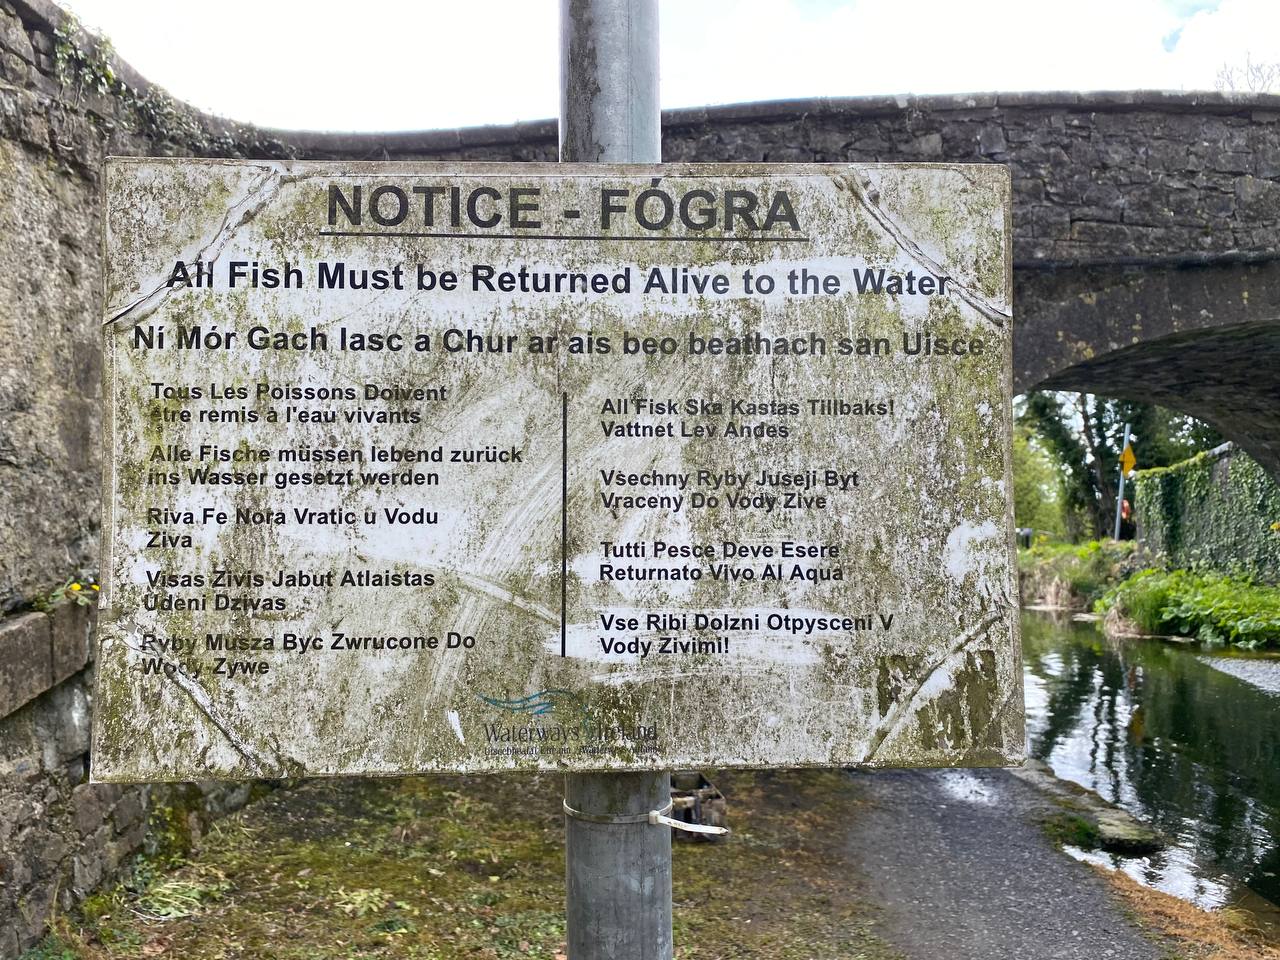 NOTICE - FÓGRA
All Fish Must be Returned Alive to the Water
Ní Mór Gach Iasc a Chur ar ais beo beathach san Uisce
Tous Les Poissons Doivent
être remis à l'eau vivants
Alle Fische müssen lebend zurück
ins Wasser gesetzt werden
Riva Fe Nora Vratic u Vodu
Ziva
Visas Zivis Jabut Atlaistas
Udeni Dzivas
Ryby Musza Byc Zwrucone Do
Wody Zywe
All Fisk Ska Kastas Tillbaks!
Vattnet Lev Andes
Vsechny Ryby Juseji Byt
Vraceny Do Vody Zive
Tutti Pesce Deve Esere
Returnato Vivo Al Aqua
Vse Ribi Dolzni Otpysceni V
Vody Zivimi!
Waterways Ireland